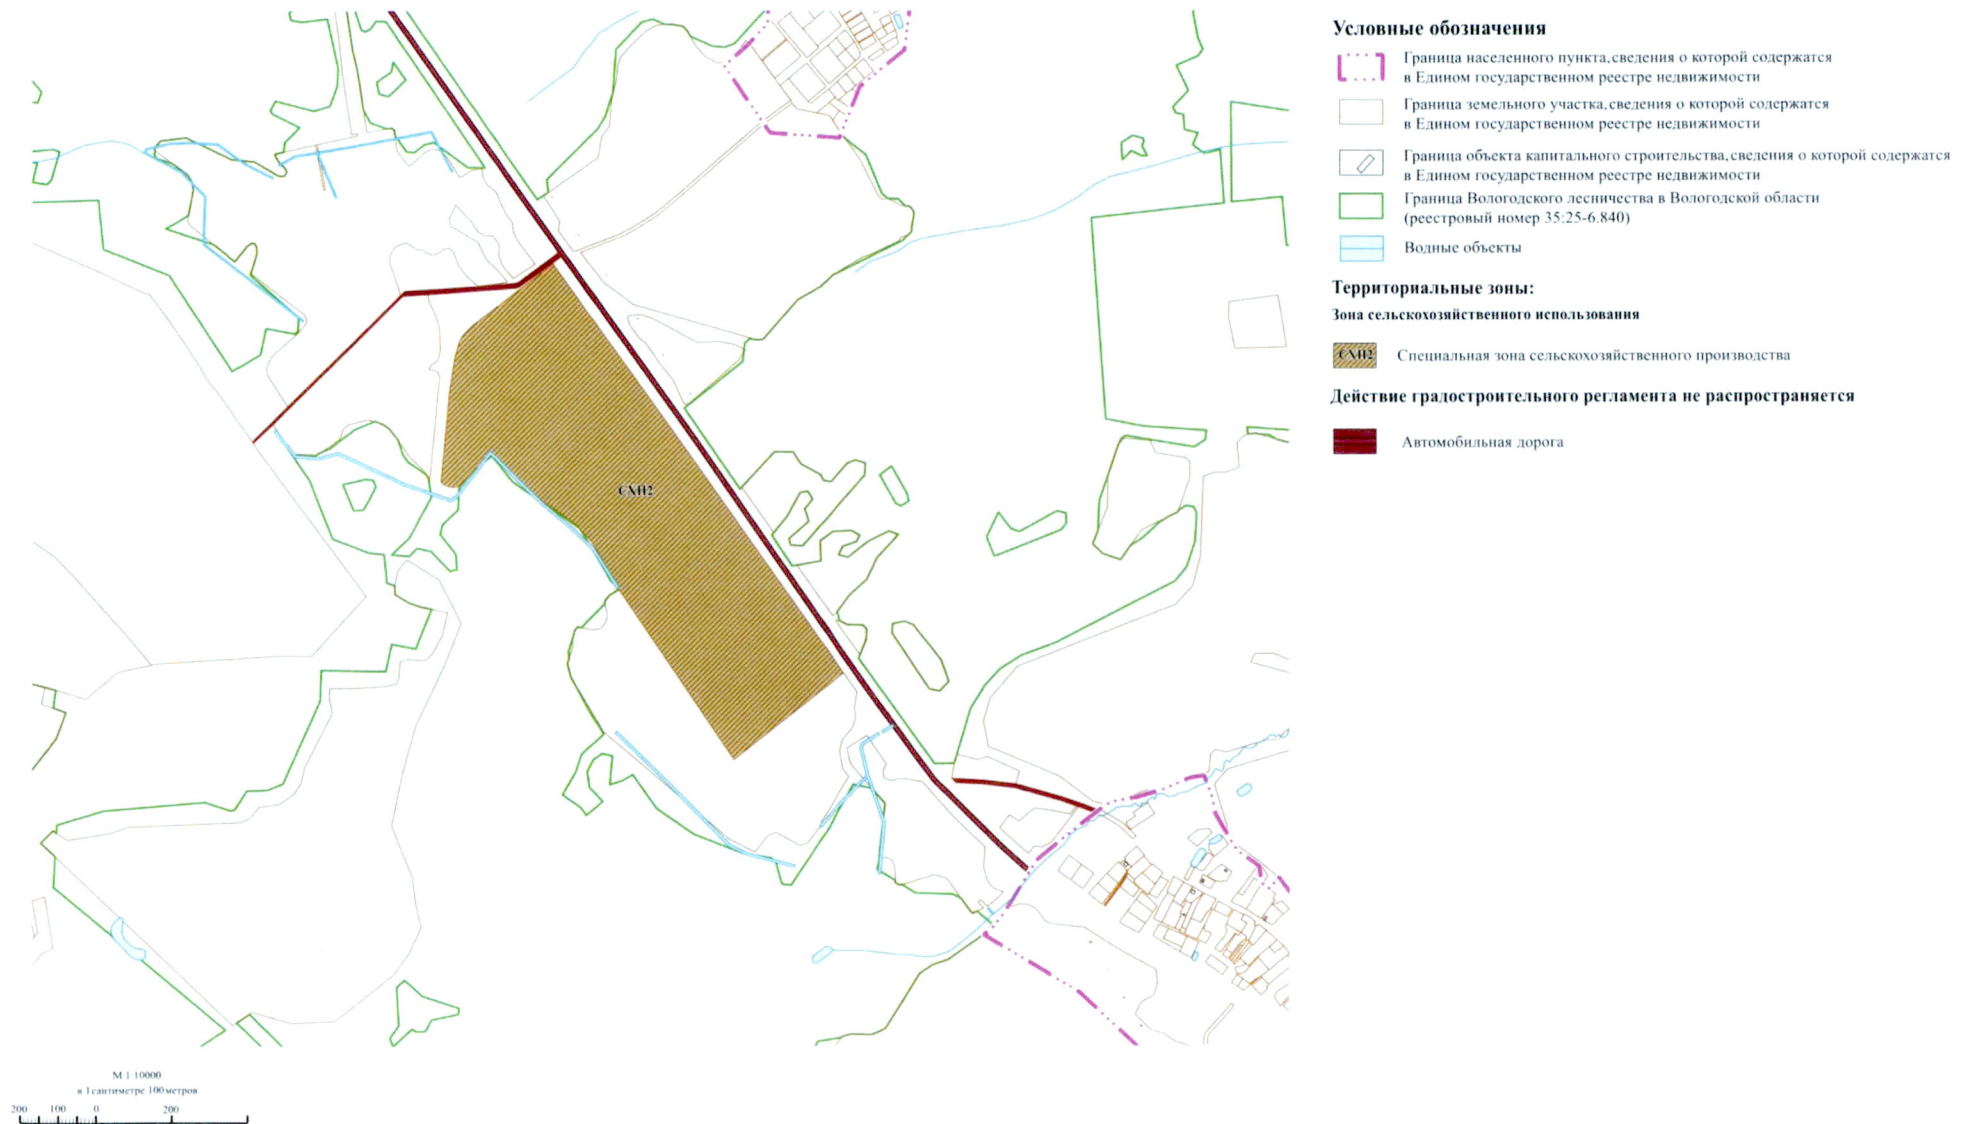 Условные обозначения
Граница населенного пункта, сведения о которой содержатся
в Едином государственном реестре недвижимости
Граница земельного участка, сведения о которой содержатся
в Едином государственном реестре недвижимости
Граница объекта капитального строительства, сведения о которой содержатся
в Едином государственном реестре недвижимости
Граница Вологодского лесничества в Вологодской области
(реестровый номер 35:25-6.840)
Водные объекты
Территориальные зоны:
Зона сельскохозяйственного использования
СХП2 Специальная зона сельскохозяйственного производства
Действие градостроительного регламента не распространяется
Автомобильная дорога
СХП2
М 1:10000
в 1 сантиметре 100 метров
200 100 0 200